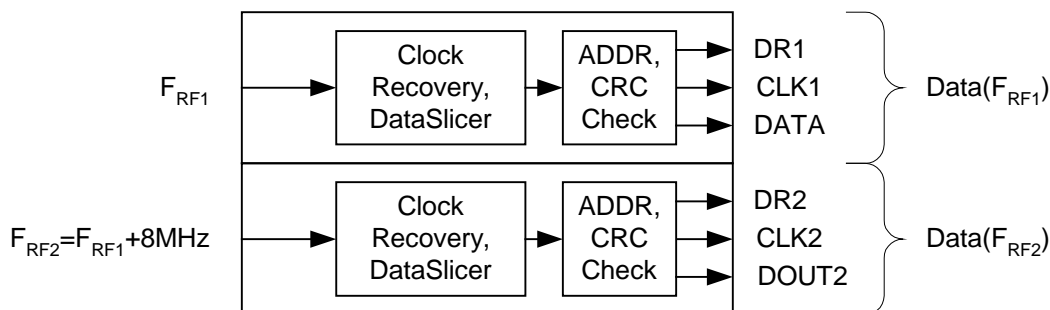 F_RF1
Clock
Recovery,
DataSlicer
ADDR,
CRC
Check
DR1
CLK1
DATA
Data(F_RF1)
F_RF2=F_RF1+8MHz
Clock
Recovery,
DataSlicer
ADDR,
CRC
Check
DR2
CLK2
DOUT2
Data(F_RF2)